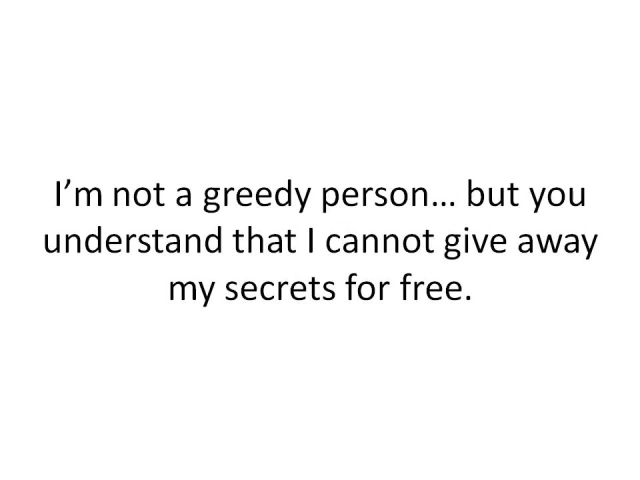 I’m not a greedy person… but you
understand that I cannot give away
my secrets for free.